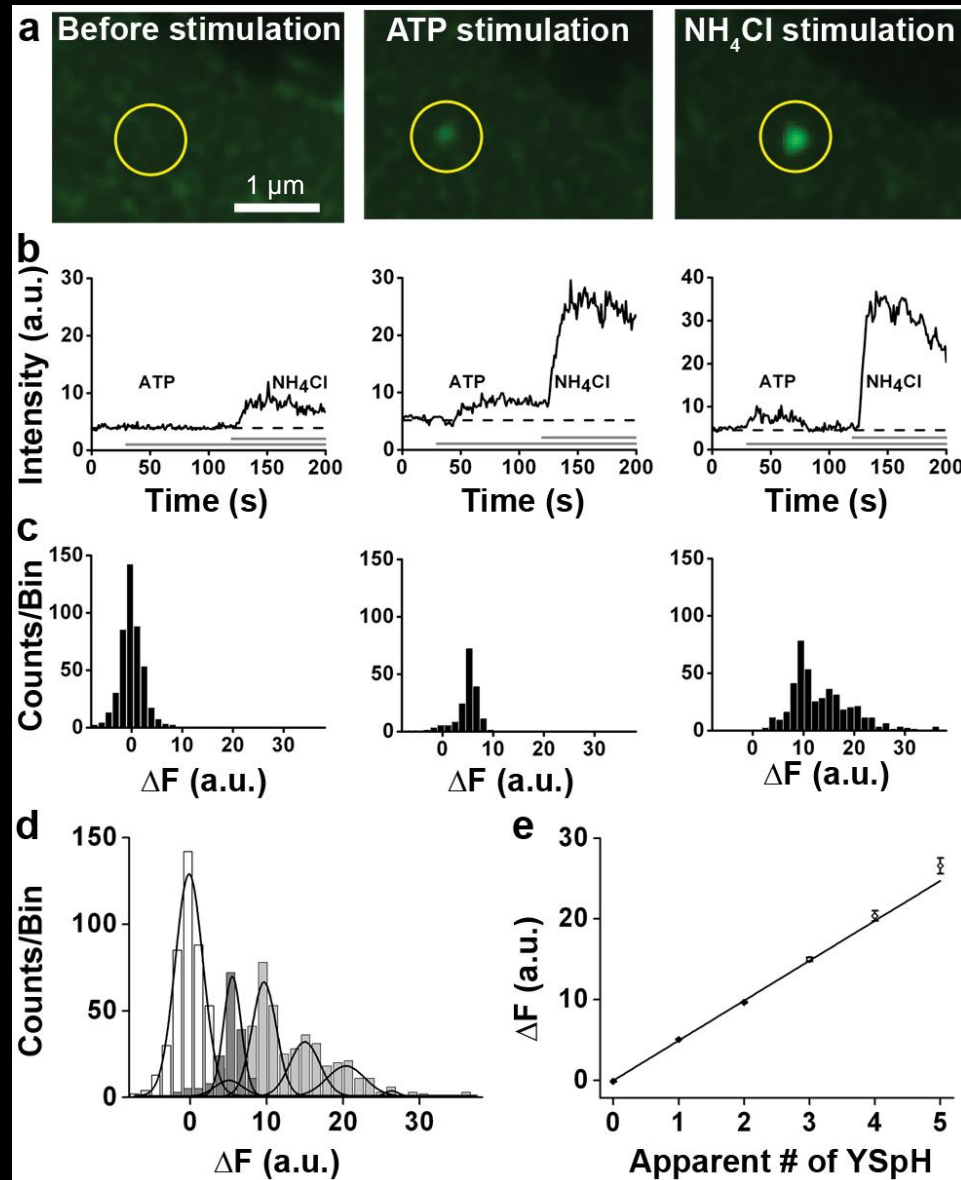 a Before stimulation ATP stimulation NH₄Cl stimulation
1 µm
b
Intensity (a.u.)
30
20
10
0
ATP NH₄Cl
0 50 100 150 200
Time (s)
30
20
10
0
ATP NH₄Cl
0 50 100 150 200
Time (s)
40
30
20
10
0
ATP NH₄Cl
0 50 100 150 200
Time (s)
c
Counts/Bin
150
100
50
0
0 10 20 30
ΔF (a.u.)
150
100
50
0
0 10 20 30
ΔF (a.u.)
150
100
50
0
0 10 20 30
ΔF (a.u.)
d
Counts/Bin
150
100
50
0
0 10 20 30
ΔF (a.u.)
e
ΔF (a.u.)
30
20
10
0
0 1 2 3 4 5
Apparent # of YSpH